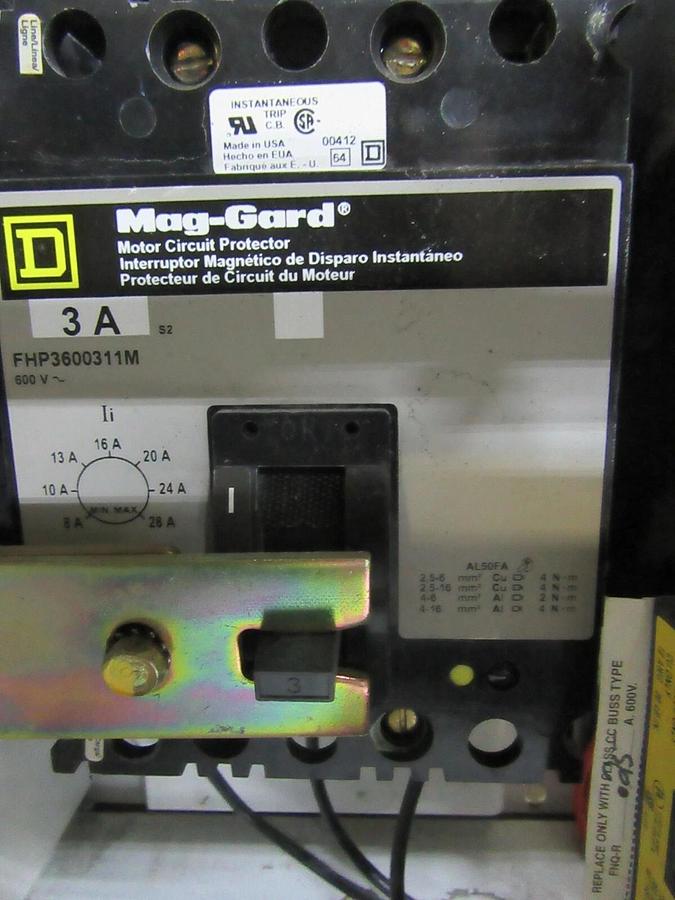 Line/Linea/
Ligne
INSTANTANEOUS
TRIP
C.B.
Made in USA
Hecho en EUA
Fabriqué aux E. - U.
00412
64
Mag-Gard®
Motor Circuit Protector
Interruptor Magnético de Disparo Instantáneo
Protecteur de Circuit du Moteur
3 A
S2
FHP3600311M
600 V ~
Ii
16 A
13 A
20 A
10 A
24 A
MIN MAX
8 A
28 A
AL50FA
2,5-6 mm² Cu 4 N·m
2,5-16 mm² Cu 4 N·m
4-6 mm² Al 2 N·m
4-16 mm² Al 4 N·m
3
REPLACE ONLY WITH CLASS CC BUSS TYPE
FNQ-R A. 600V.